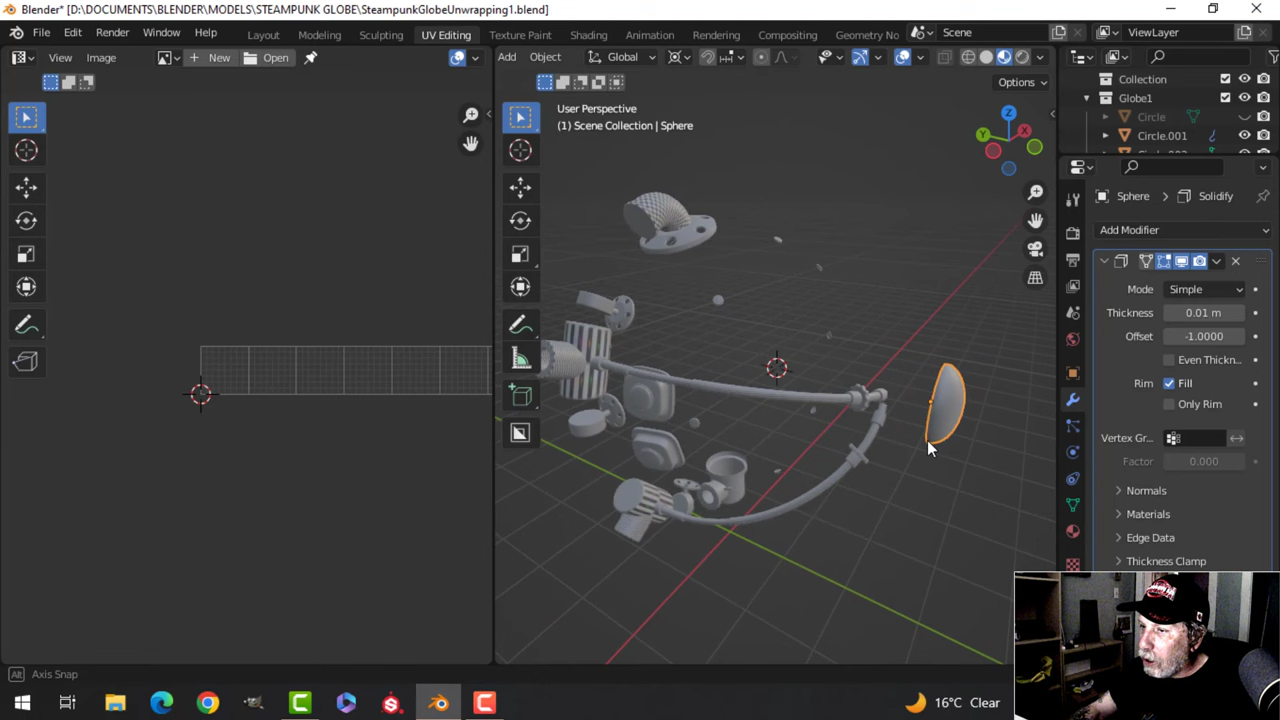 Blender* [D:\DOCUMENTS\BLENDER\MODELS\STEAMPUNK GLOBE\SteampunkGlobeUnwrapping1.blend]
File Edit Render Window Help Layout Modeling Sculpting UV Editing Texture Paint Shading Animation Rendering Compositing Geometry No Scene ViewLayer
View Image New Open Add Object Global
Options
Collection
Globe1
Circle
Circle.001
User Perspective
(1) Scene Collection | Sphere
Z
X
Y
Sphere Solidify
Add Modifier
Mode Simple
Thickness 0.01 m
Offset -1.0000
Even Thickn...
Rim Fill
Only Rim
Vertex Gr...
Factor 0.000
Normals
Materials
Edge Data
Thickness Clamp
Alt Axis Snap
16°C Clear